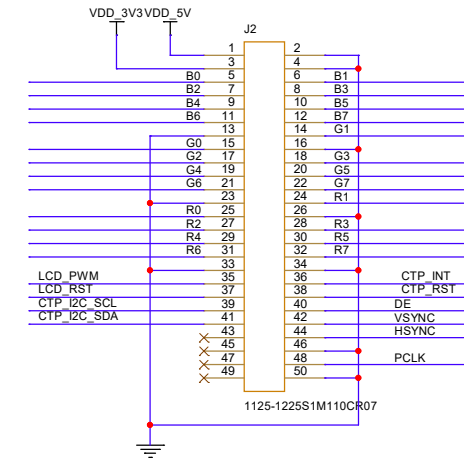 VDD_3V3 VDD_5V
J2
1 2
3 4
B0 5 6 B1
B2 7 8 B3
B4 9 10 B5
B6 11 12 B7
13 14 G1
G0 15 16
G2 17 18 G3
G4 19 20 G5
G6 21 22 G7
23 24 R1
R0 25 26
R2 27 28 R3
R4 29 30 R5
R6 31 32 R7
33 34
LCD_PWM 35 36 CTP_INT
LCD_RST 37 38 CTP_RST
CTP_I2C_SCL 39 40 DE
CTP_I2C_SDA 41 42 VSYNC
43 44 HSYNC
45 46
47 48 PCLK
49 50
1125-1225S1M110CR07